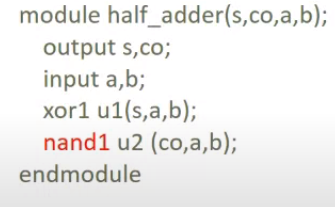 module half_adder(s,co,a,b);
output s,co;
input a,b;
xor1 u1(s,a,b);
nand1 u2 (co,a,b);
endmodule